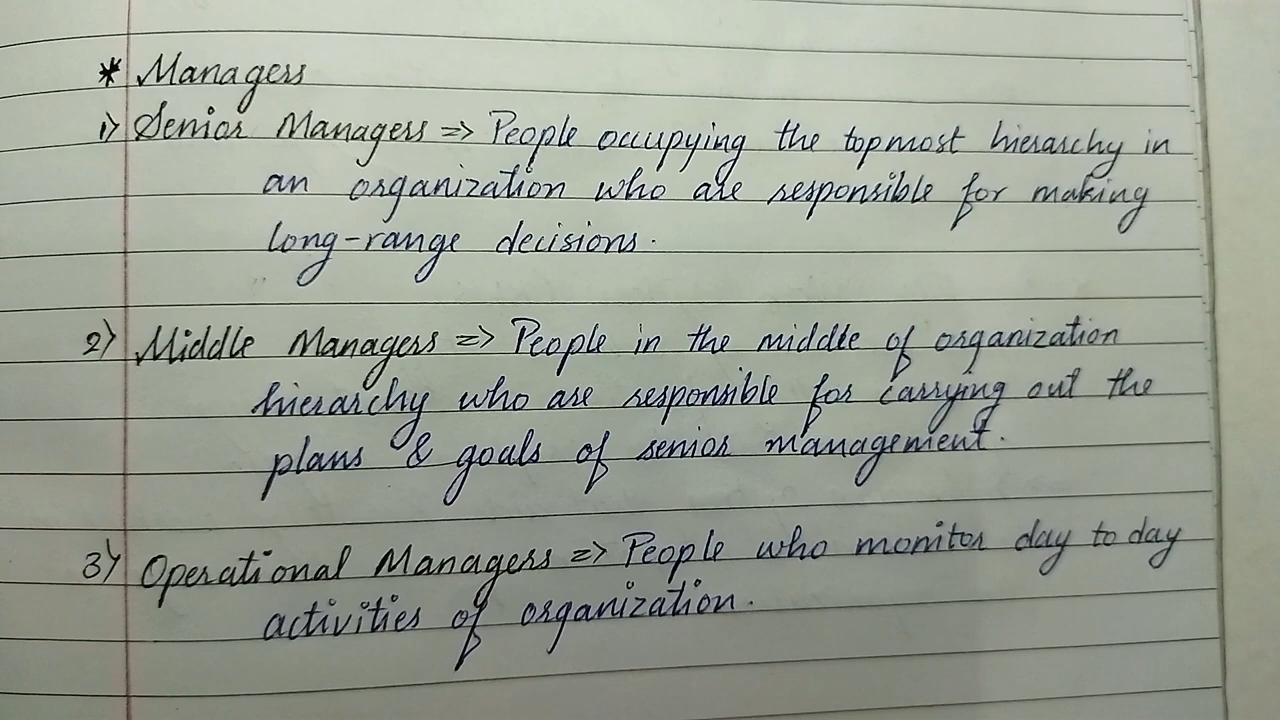 * Managers
1) Senior Managers => People occupying the topmost hierarchy in
an organization who are responsible for making
long-range decisions.
2) Middle Managers => People in the middle of organization
hierarchy who are responsible for carrying out the
plans & goals of senior management.
3) Operational Managers => People who monitor day to day
activities of organization.